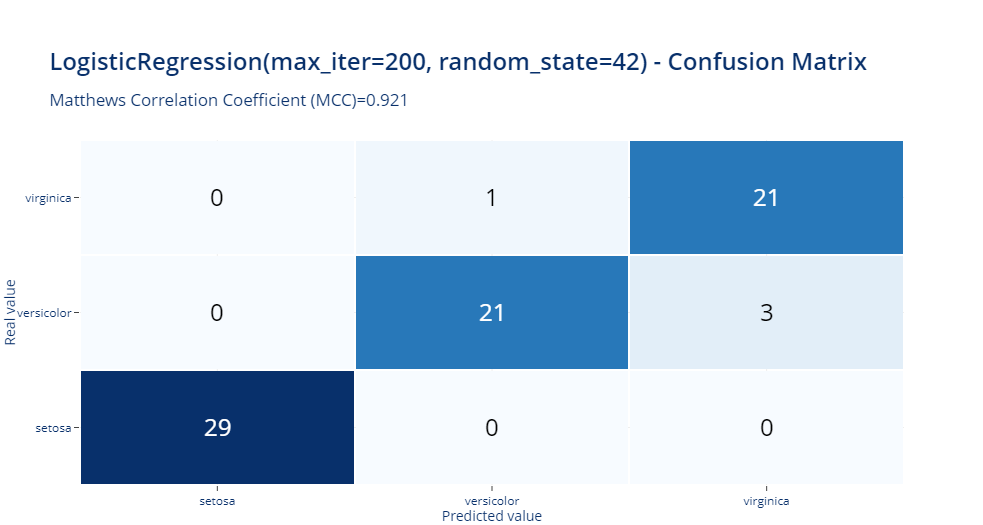 LogisticRegression(max_iter=200, random_state=42) - Confusion Matrix
Matthews Correlation Coefficient (MCC)=0.921
virginica 0 1 21
Real value
versicolor 0 21 3
setosa 29 0 0
setosa versicolor virginica
Predicted value